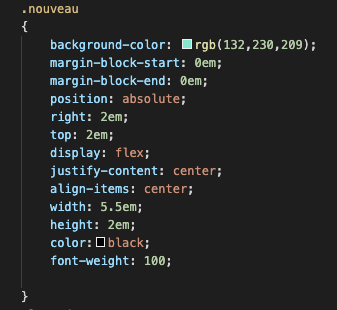 .nouveau
{
background-color: rgb(132,230,209);
margin-block-start: 0em;
margin-block-end: 0em;
position: absolute;
right: 2em;
top: 2em;
display: flex;
justify-content: center;
align-items: center;
width: 5.5em;
height: 2em;
color:black;
font-weight: 100;
}